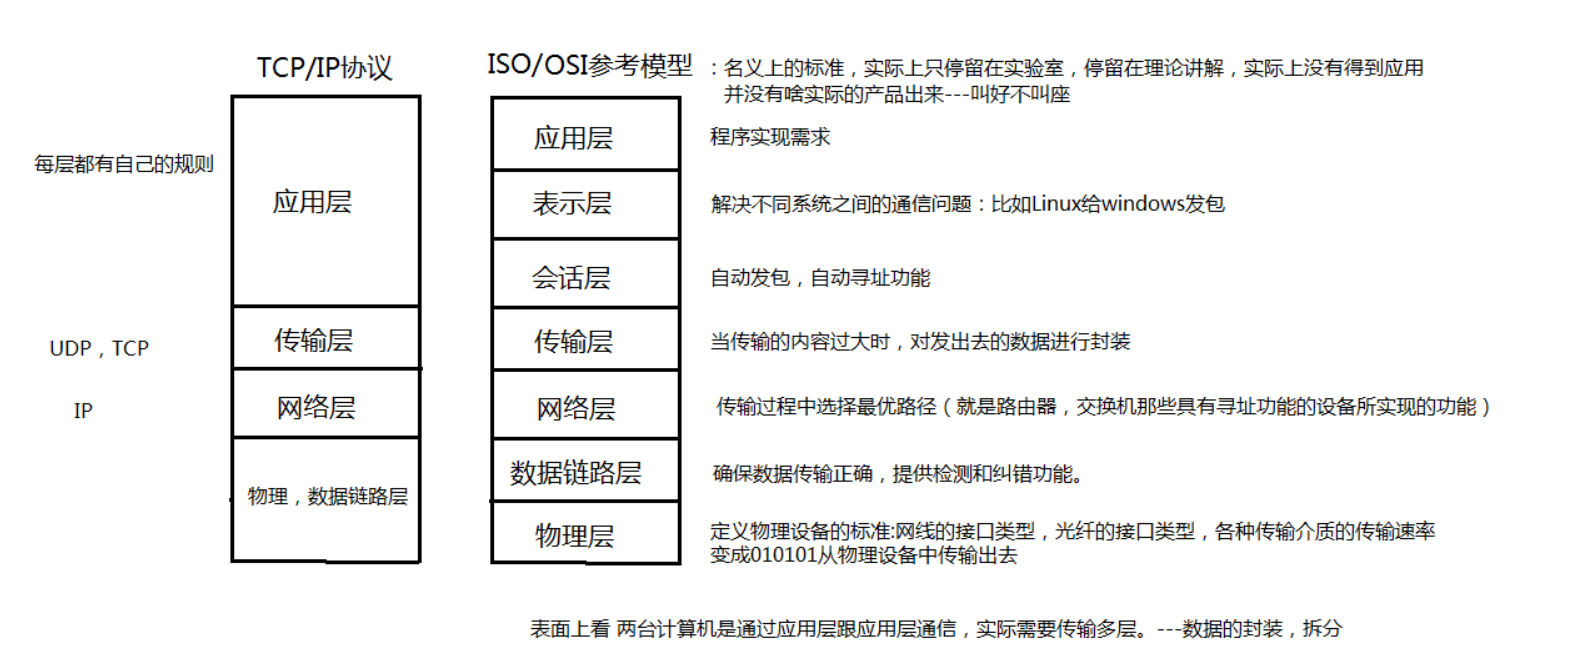 TCP/IP协议
ISO/OSI参考模型
：名义上的标准，实际上只停留在实验室，停留在理论讲解，实际上没有得到应用
并没有啥实际的产品出来---叫好不叫座
每层都有自己的规则
应用层
应用层
程序实现需求
表示层
解决不同系统之间的通信问题：比如Linux给windows发包
会话层
自动发包，自动寻址功能
UDP，TCP
传输层
传输层
当传输的内容过大时，对发出去的数据进行封装
IP
网络层
网络层
传输过程中选择最优路径（就是路由器，交换机那些具有寻址功能的设备所实现的功能）
物理，数据链路层
数据链路层
确保数据传输正确，提供检测和纠错功能。
物理层
定义物理设备的标准:网线的接口类型，光纤的接口类型，各种传输介质的传输速率
变成010101从物理设备中传输出去
表面上看 两台计算机是通过应用层跟应用层通信，实际需要传输多层。---数据的封装，拆分